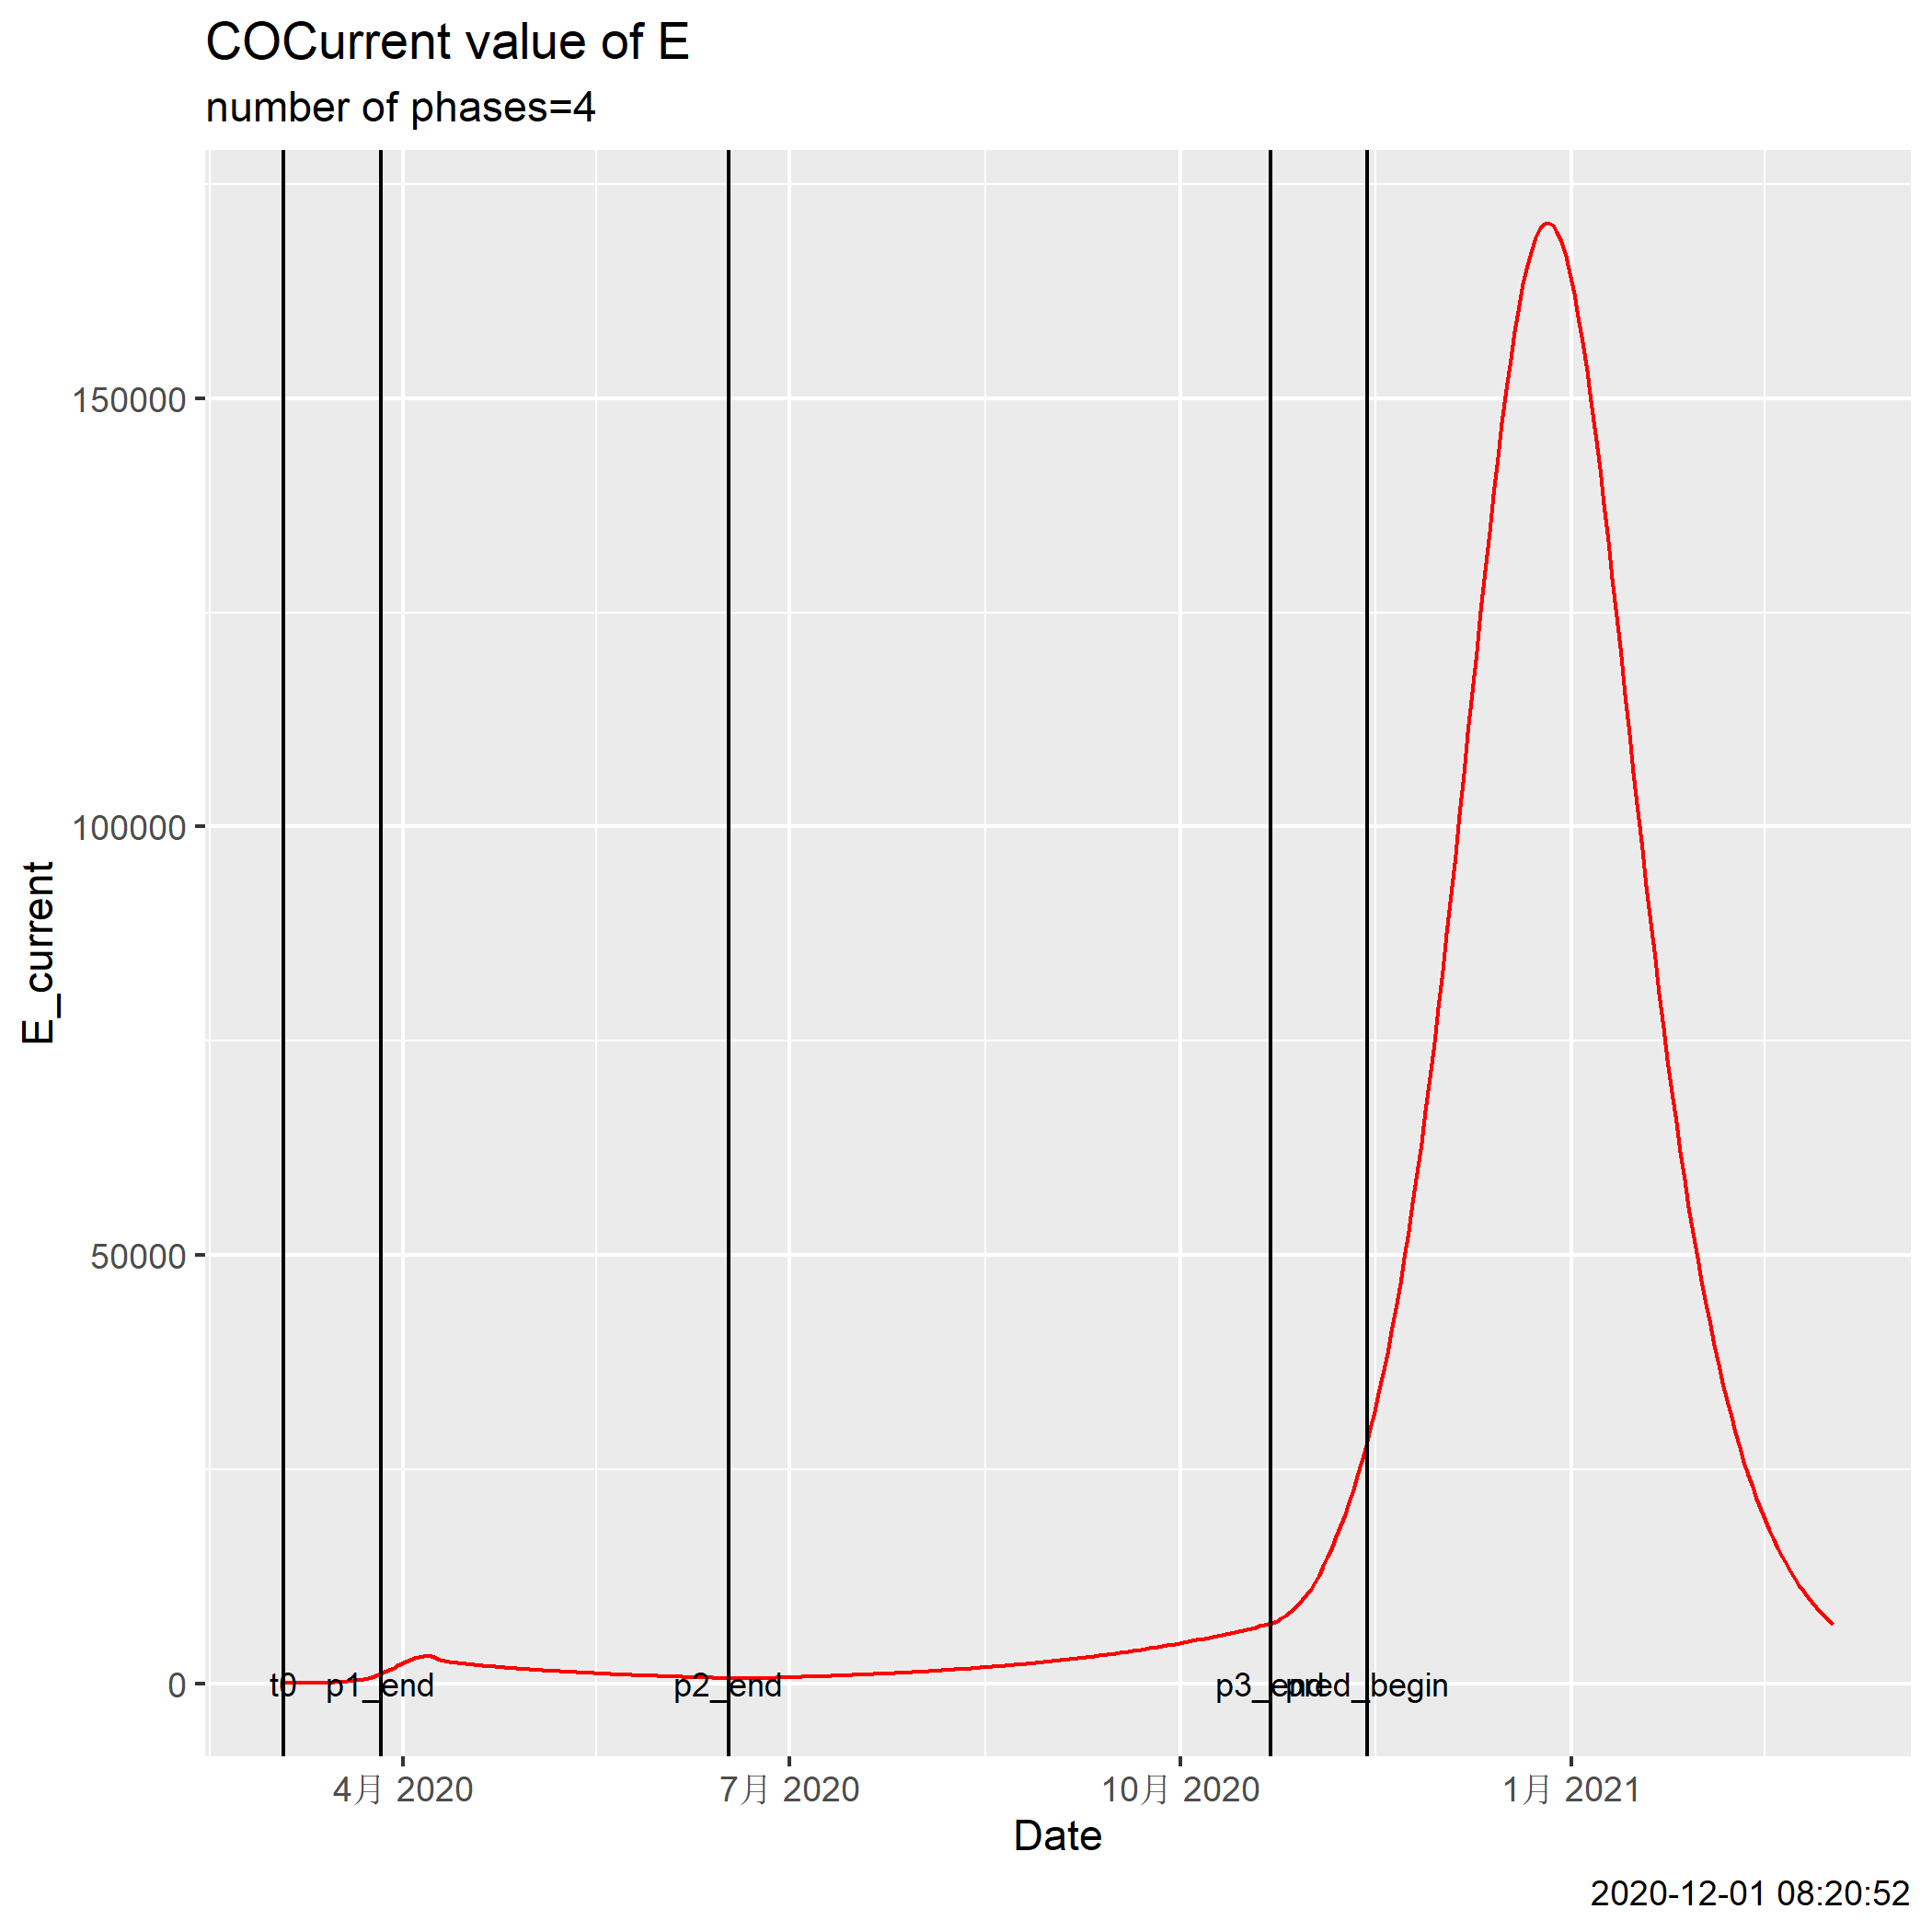 COCurrent value of E
number of phases=4
E_current
150000
100000
50000
0
t0
p1_end
p2_end
p3_end
pred_begin
4月 2020
7月 2020
10月 2020
1月 2021
Date
2020-12-01 08:20:52